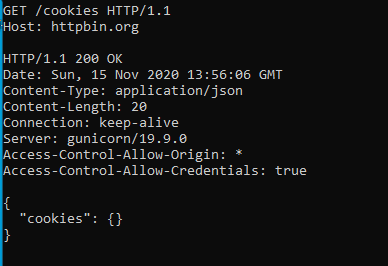 GET /cookies HTTP/1.1
Host: httpbin.org

HTTP/1.1 200 OK
Date: Sun, 15 Nov 2020 13:56:06 GMT
Content-Type: application/json
Content-Length: 20
Connection: keep-alive
Server: gunicorn/19.9.0
Access-Control-Allow-Origin: *
Access-Control-Allow-Credentials: true

{
  "cookies": {}
}